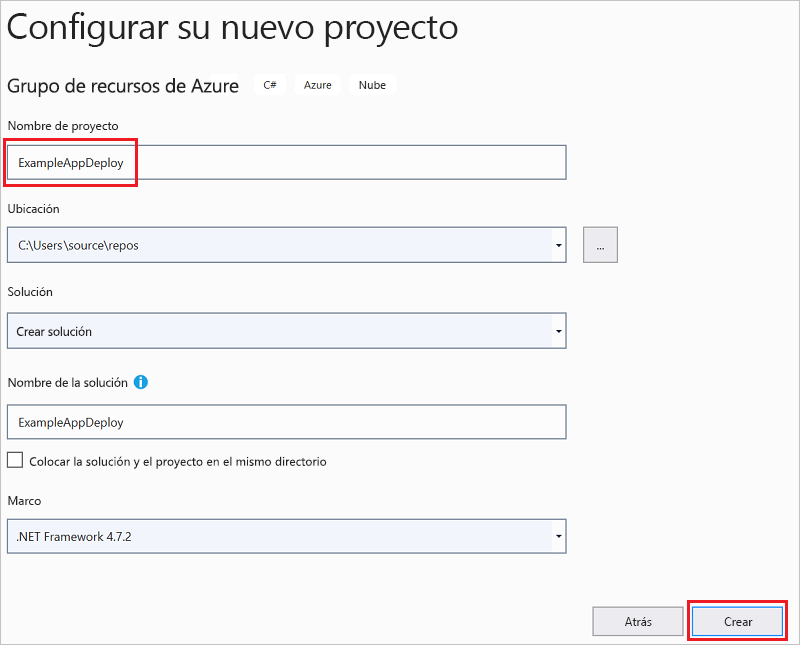 Configurar su nuevo proyecto
Grupo de recursos de Azure C# Azure Nube
Nombre de proyecto
ExampleAppDeploy
Ubicación
C:\Users\source\repos ...
Solución
Crear solución
Nombre de la solución
ExampleAppDeploy
Colocar la solución y el proyecto en el mismo directorio
Marco
.NET Framework 4.7.2
Atrás Crear